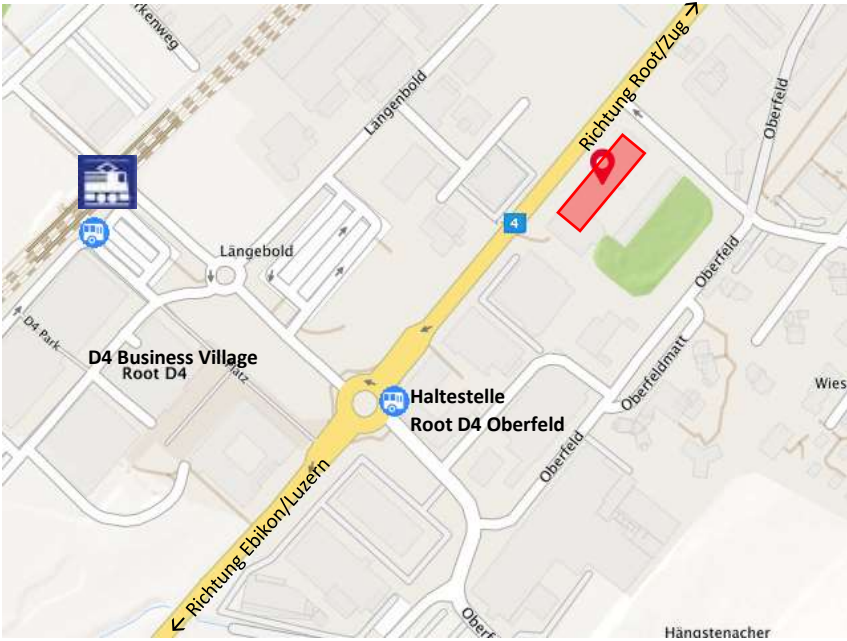 Richtung Root/Zug →
Oberfeld
Längenbold
4
Längebold
Oberfeld
D4 Park
D4 Business Village
Root D4
Oberfeldmatt
Haltestelle
Root D4 Oberfeld
Wies
Oberfeld
← Richtung Ebikon/Luzern
Hängstenacher